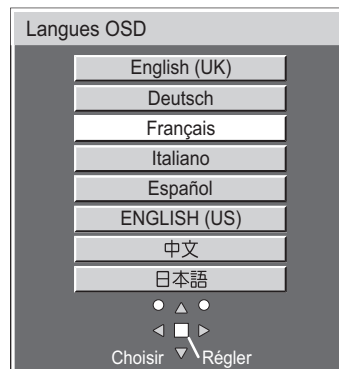 Langues OSD
English (UK)
Deutsch
Français
Italiano
Español
ENGLISH (US)
中文
日本語
Choisir Régler